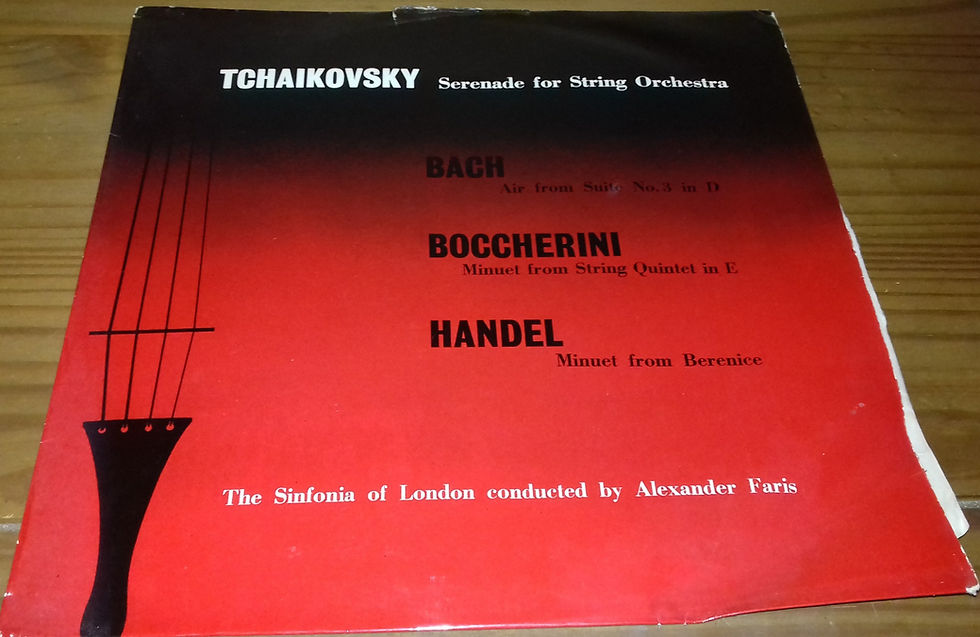 TCHAIKOVSKY Serenade for String Orchestra
BACH
Air from Suite No.3 in D
BOCCHERINI
Minuet from String Quintet in E
HANDEL
Minuet from Berenice
The Sinfonia of London conducted by Alexander Faris